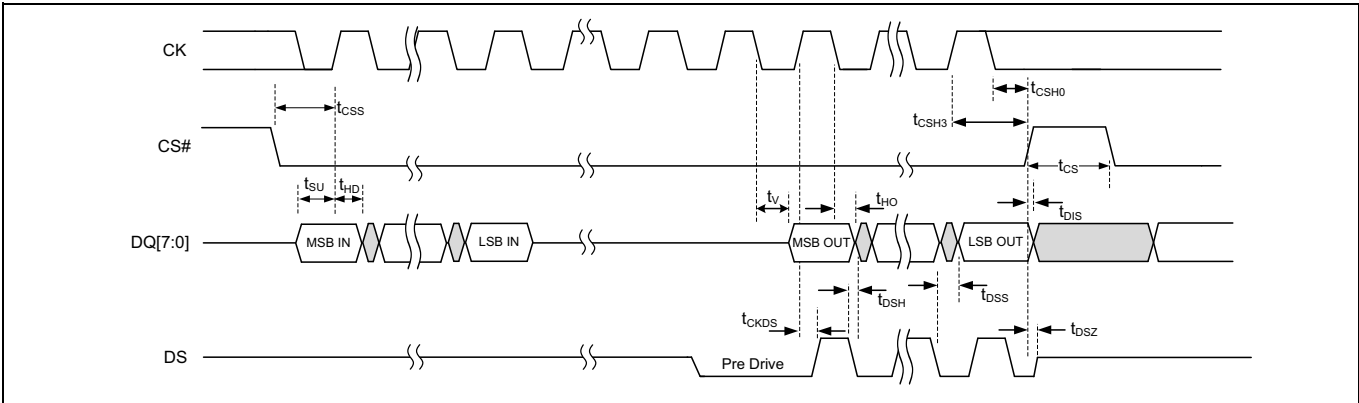 CK
tCSS
tCSH0
tCSH3
CS#
tCS
tSU
tHD
tV
tHO
tDIS
DQ[7:0]
MSB IN
LSB IN
MSB OUT
LSB OUT
tDSH
tDSS
tCKDS
tDSZ
DS
Pre Drive